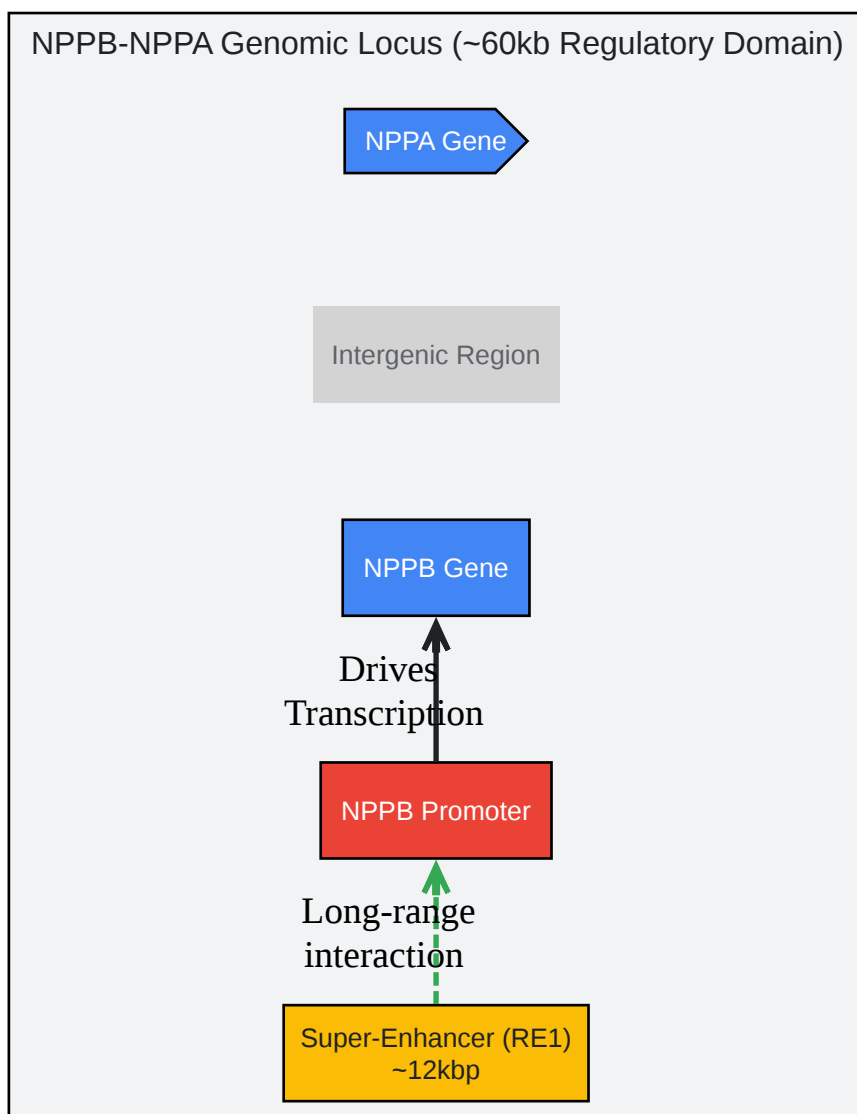 NPPB-NPPA Genomic Locus (~60kb Regulatory Domain)
NPPA Gene
Intergenic Region
NPPB Gene
Drives
Transcription
NPPB Promoter
Long-range
interaction
Super-Enhancer (RE1)
~12kbp